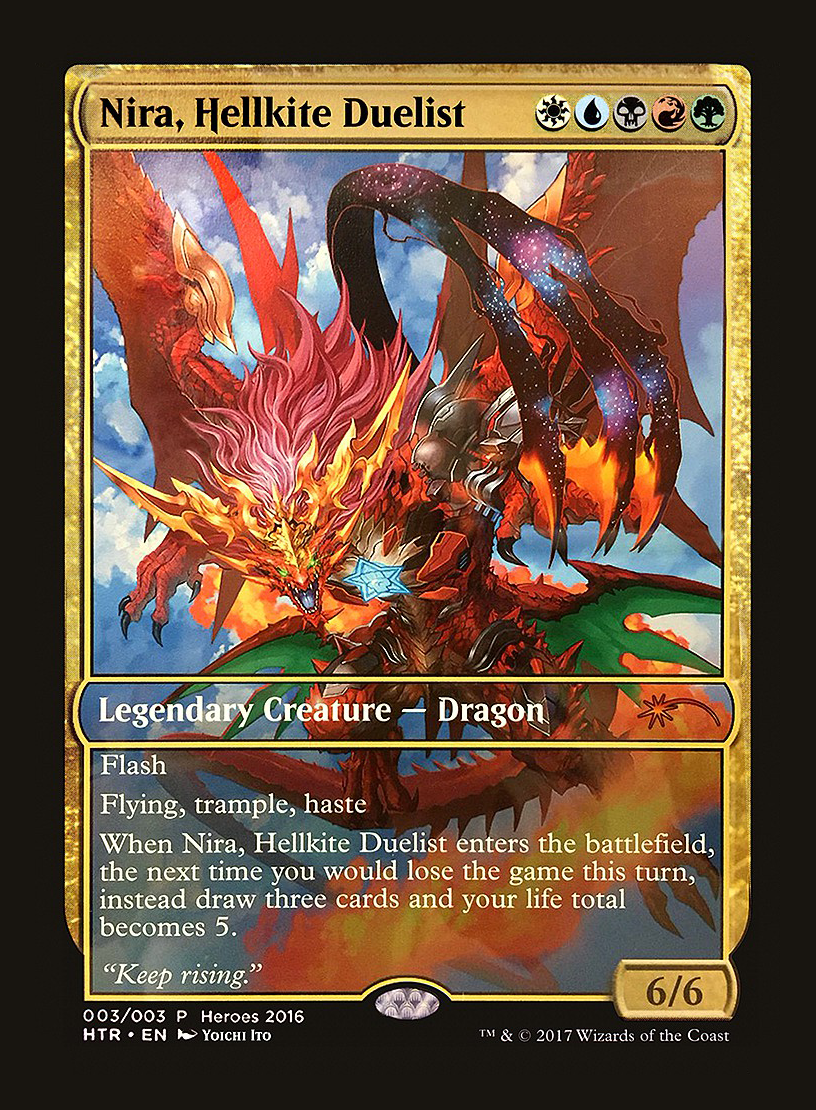 Nira, Hellkite Duelist
Legendary Creature — Dragon
Flash
Flying, trample, haste
When Nira, Hellkite Duelist enters the battlefield,
the next time you would lose the game this turn,
instead draw three cards and your life total
becomes 5.
“Keep rising.”
6/6
003/003 P Heroes 2016
HTR • EN Yoichi Ito
™ & © 2017 Wizards of the Coast